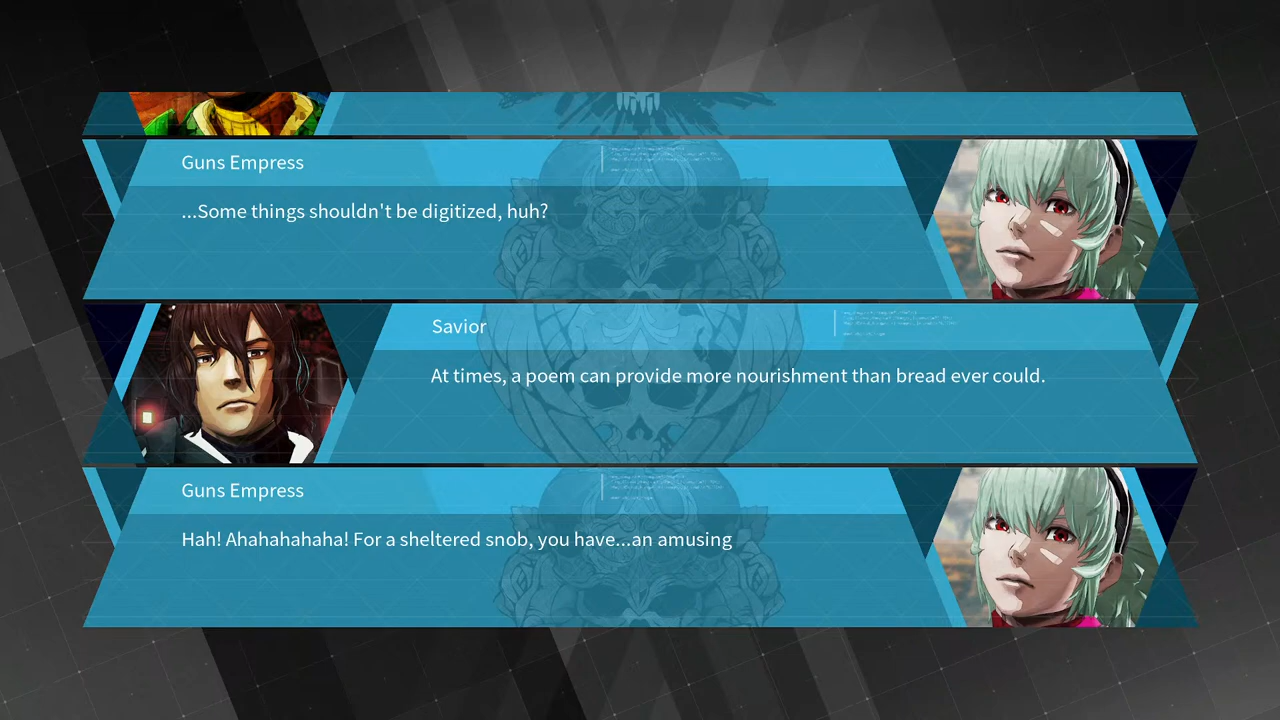 Guns Empress
...Some things shouldn't be digitized, huh?
Savior
At times, a poem can provide more nourishment than bread ever could.
Guns Empress
Hah! Ahahahahaha! For a sheltered snob, you have...an amusing